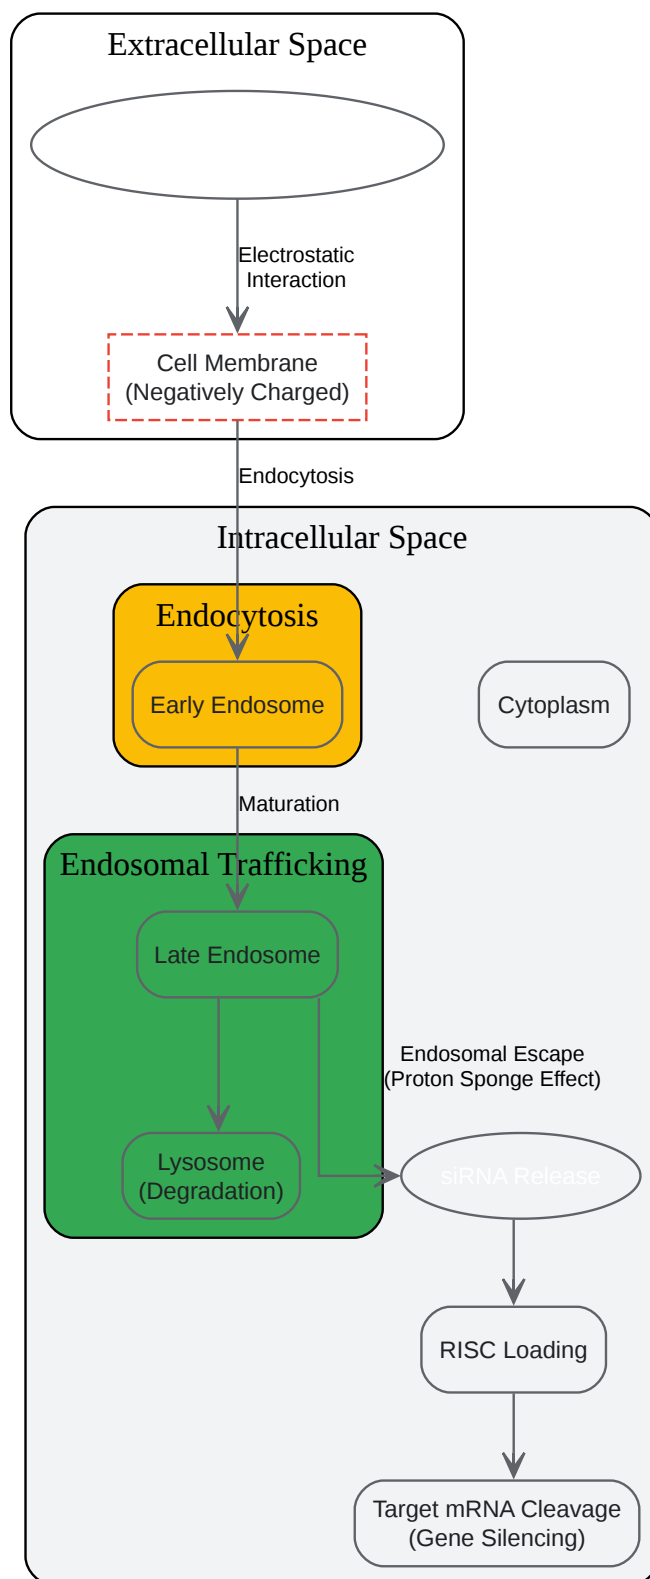 Extracellular Space
Electrostatic
Interaction
Cell Membrane
(Negatively Charged)
Endocytosis
Intracellular Space
Endocytosis
Early Endosome
Cytoplasm
Maturation
Endosomal Trafficking
Late Endosome
Endosomal Escape
(Proton Sponge Effect)
Lysosome
(Degradation)
siRNA Release
RISC Loading
Target mRNA Cleavage
(Gene Silencing)